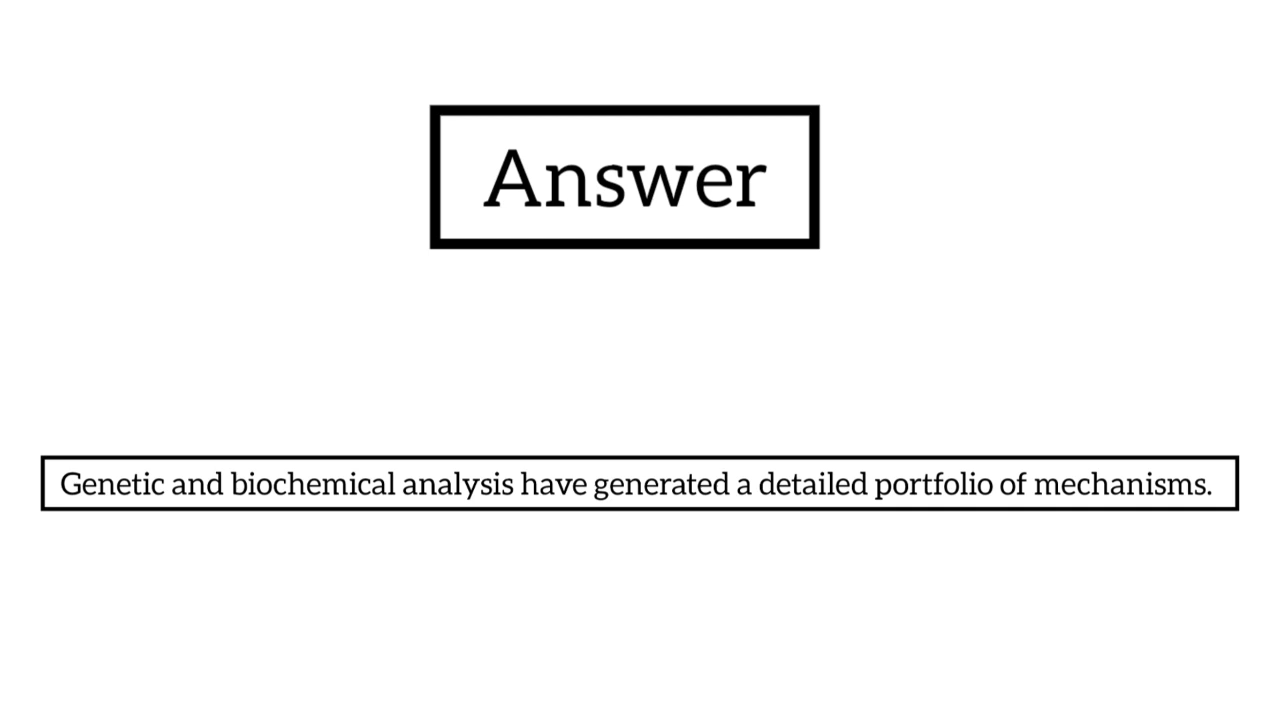 Answer
Genetic and biochemical analysis have generated a detailed portfolio of mechanisms.